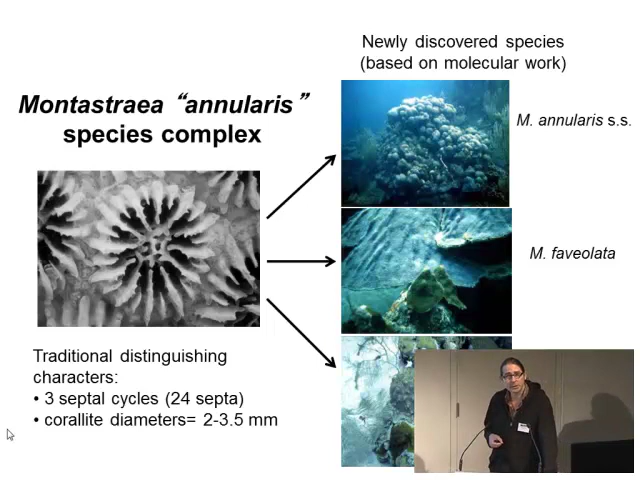 Newly discovered species
(based on molecular work)
Montastraea “annularis”
species complex
M. annularis s.s.
M. faveolata
Traditional distinguishing
characters:
• 3 septal cycles (24 septa)
• corallite diameters= 2-3.5 mm